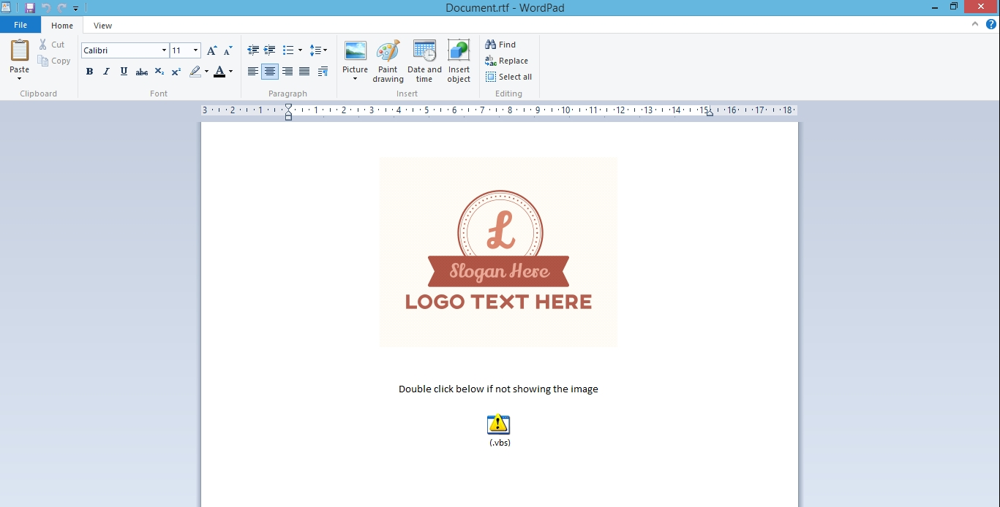 Document.rtf - WordPad
File
Home
View
Paste
Cut
Copy
Clipboard
Calibri
11
A A
B I U abc X₂ X² A
Font
Paragraph
Picture
Paint drawing
Date and time
Insert object
Insert
Find
Replace
Select all
Editing
3 2 1 1 2 3 4 5 6 7 8 9 10 11 12 13 14 15 16 17 18
L
Slogan Here
LOGO TEXT HERE
Double click below if not showing the image
(.vbs)